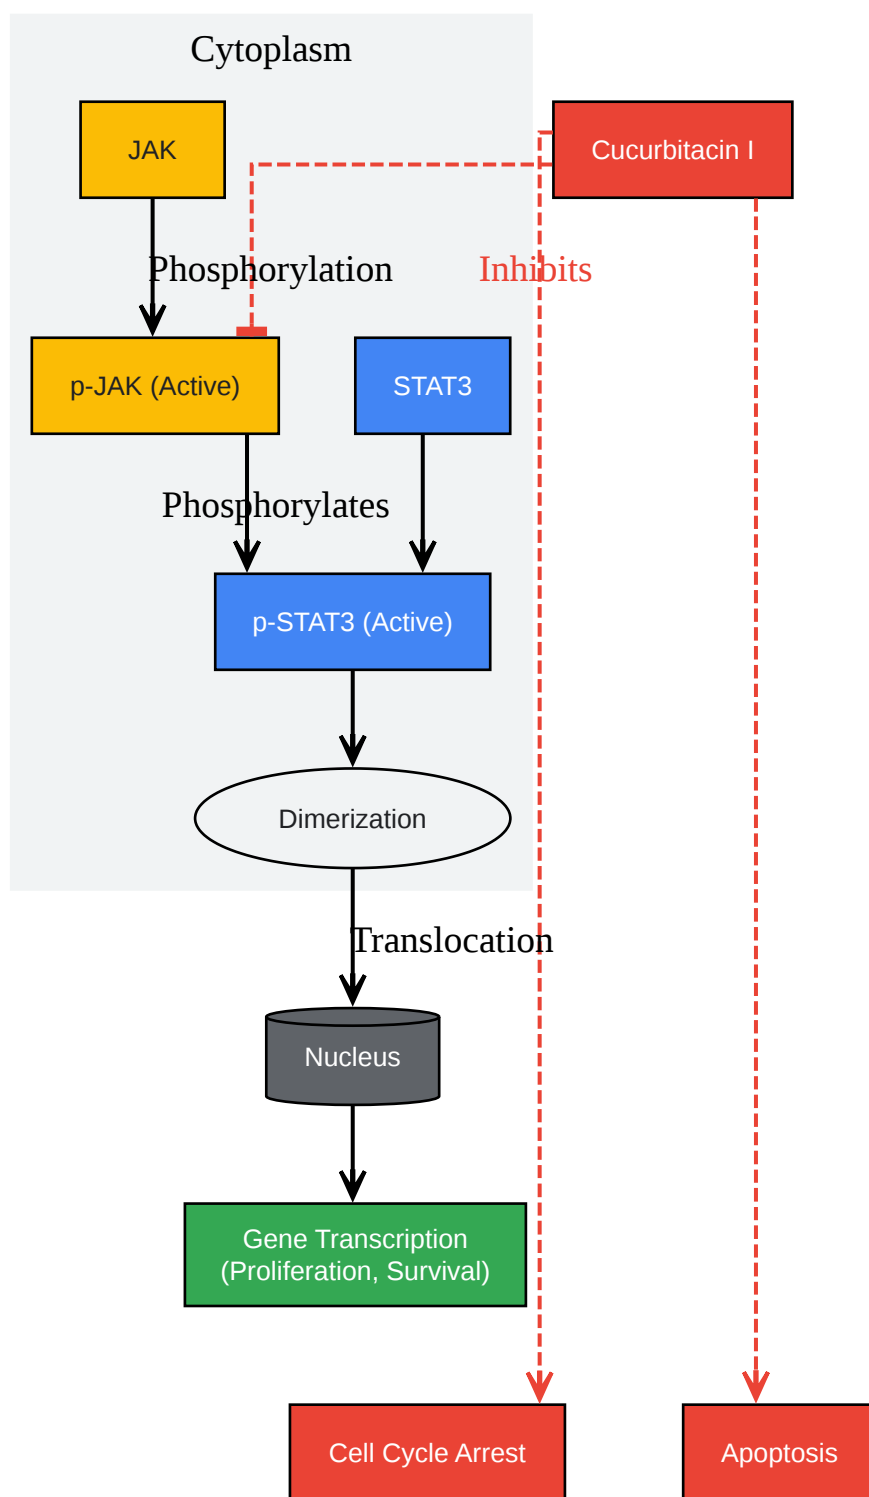 Cytoplasm
JAK
Cucurbitacin I
Phosphorylation
Inhibits
p-JAK (Active)
STAT3
Phosphorylates
p-STAT3 (Active)
Dimerization
Translocation
Nucleus
Gene Transcription
(Proliferation, Survival)
Cell Cycle Arrest
Apoptosis